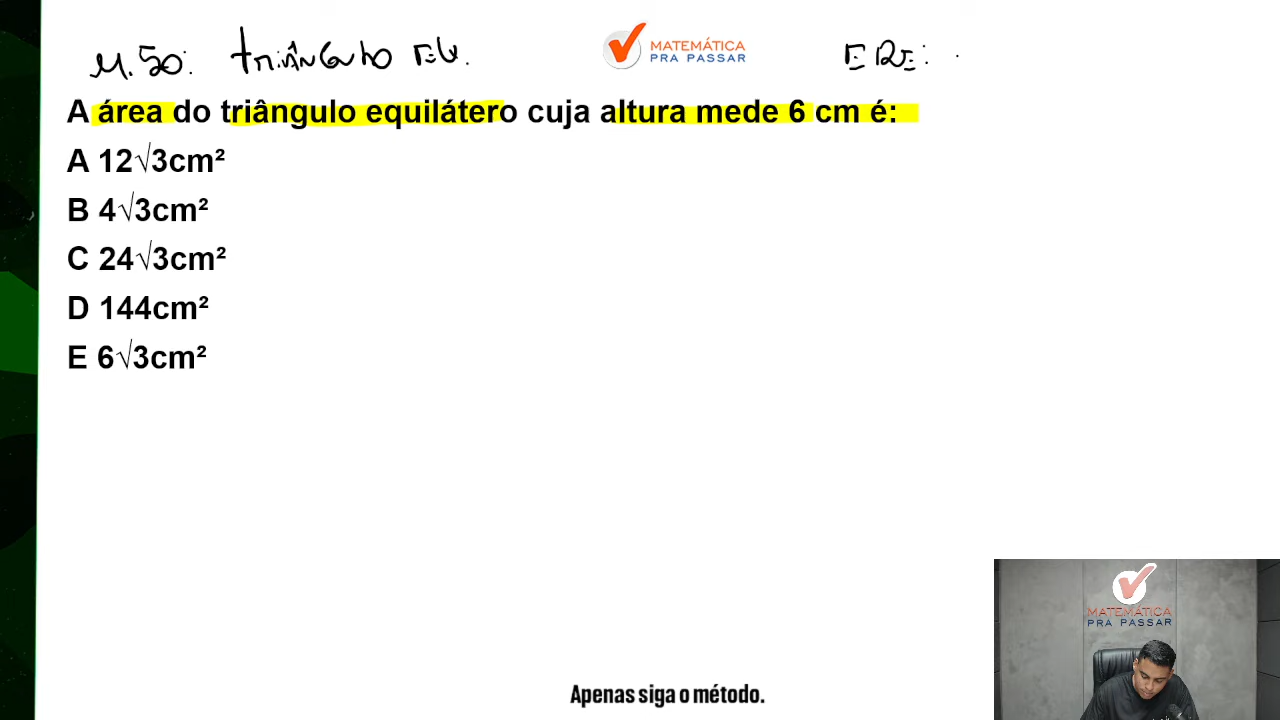 M.50: triângulo Eq.
MATEMÁTICA
PRA PASSAR
ERE:
A área do triângulo equilátero cuja altura mede 6 cm é:
A 12√3cm²
B 4√3cm²
C 24√3cm²
D 144cm²
E 6√3cm²
MATEMÁTICA
PRA PASSAR
Apenas siga o método.